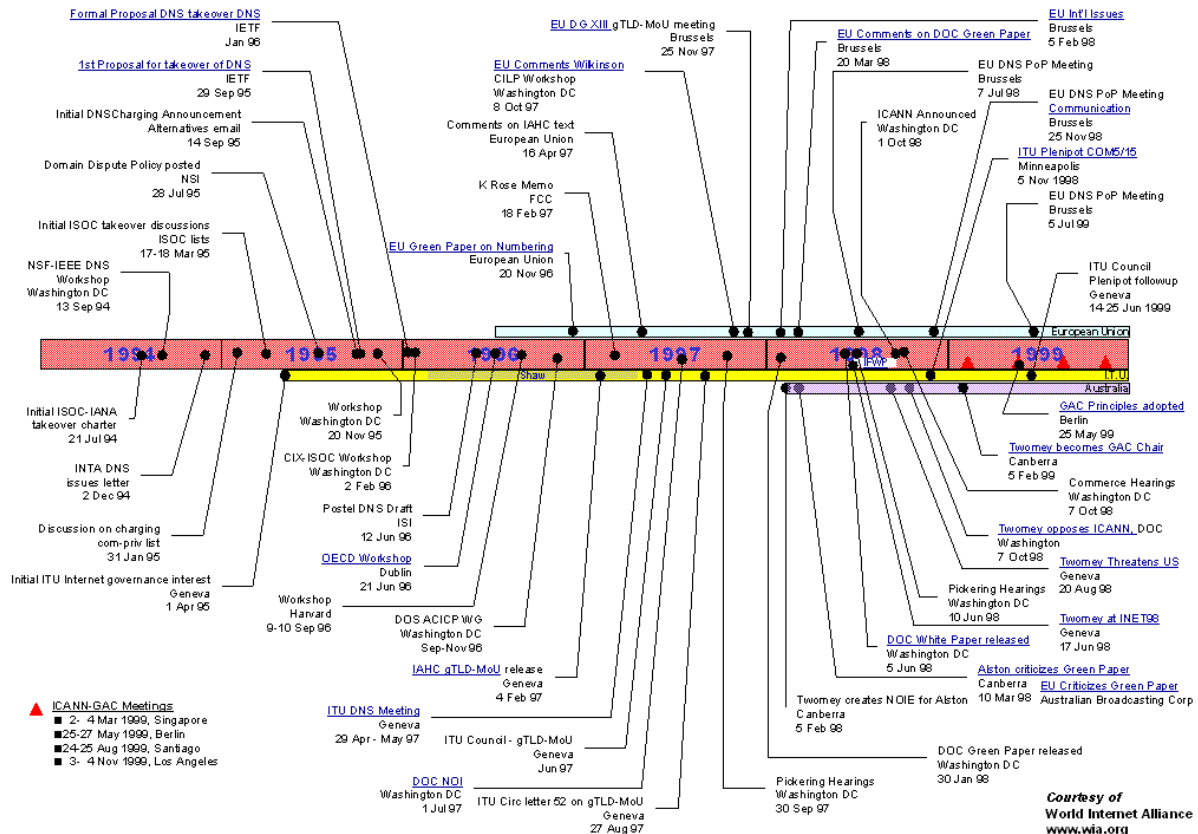 Formal Proposal DNS takeover DNS
IETF
Jan 96
1st Proposal for takeover of DNS
IETF
29 Sep 95
Initial DNSCharging Announcement
Alternatives email
14 Sep 95
Domain Dispute Policy posted
NSI
28 Jul 95
Initial ISOC takeover discussions
ISOC lists
17-18 Mar 95
NSF-IEEE DNS
Workshop
Washington DC
13 Sep 94
EU DG XIII gTLD-MoU meeting
Brussels
25 Nov 97
EU Comments Wilkinson
CILP Workshop
Washington DC
8 Oct 97
Comments on IAHC text
European Union
16 Apr 97
K Rose Memo
FCC
18 Feb 97
EU Green Paper on Numbering
European Union
20 Nov 96
EU Int'l Issues
Brussels
5 Feb 98
EU Comments on DOC Green Paper
Brussels
20 Mar 98
EU DNS PoP Meeting
Brussels
7 Jul 98
ICANN Announced
Washington DC
1 Oct 98
EU DNS PoP Meeting
Communication
Brussels
25 Nov 98
ITU Plenipot COM5/15
Minneapolis
5 Nov 1998
EU DNS PoP Meeting
Brussels
5 Jul 99
ITU Council
Plenipot followup
Geneva
14-25 Jun 1999
European Union
1994 1995 1996 1997 1998 1999
IFWP
Shaw
I.T.U
Australia
Initial ISOC-IANA
takeover charter
21 Jul 94
INTA DNS
issues letter
2 Dec 94
Discussion on charging
com-priv list
31 Jan 95
Initial ITU Internet governance interest
Geneva
1 Apr 95
Workshop
Washington DC
20 Nov 95
CIX-ISOC Workshop
Washington DC
2 Feb 96
Postel DNS Draft
ISI
12 Jun 96
OECD Workshop
Dublin
21 Jun 96
Workshop
Harvard
9-10 Sep 96
DOS ACICP WG
Washington DC
Sep-Nov 96
IAHC gTLD-MoU release
Geneva
4 Feb 97
ITU DNS Meeting
Geneva
29 Apr - May 97
ITU Council - gTLD-MoU
Geneva
Jun 97
DOC NOI
Washington DC
1 Jul 97
ITU Circ letter 52 on gTLD-MoU
Geneva
27 Aug 97
Pickering Hearings
Washington DC
30 Sep 97
DOC Green Paper released
Washington DC
30 Jan 98
Twomey creates NOIE for Alston
Canberra
5 Feb 98
Alston criticizes Green Paper
Canberra
10 Mar 98
EU Criticizes Green Paper
Australian Broadcasting Corp
DOC White Paper released
Washington DC
5 Jun 98
Pickering Hearings
Washington DC
10 Jun 98
Twomey at INET98
Geneva
17 Jun 98
Twomey Threatens US
Geneva
20 Aug 98
Twomey opposes ICANN, DOC
Washington
7 Oct98
Commerce Hearings
Washington DC
7 Oct 98
Twomey becomes GAC Chair
Canberra
5 Feb 99
GAC Principles adopted
Berlin
25 May 99
ICANN-GAC Meetings
2- 4 Mar 1999, Singapore
25-27 May 1999, Berlin
24-25 Aug 1999, Santiago
3- 4 Nov 1999, Los Angeles
Courtesy of
World Internet Alliance
www.wia.org